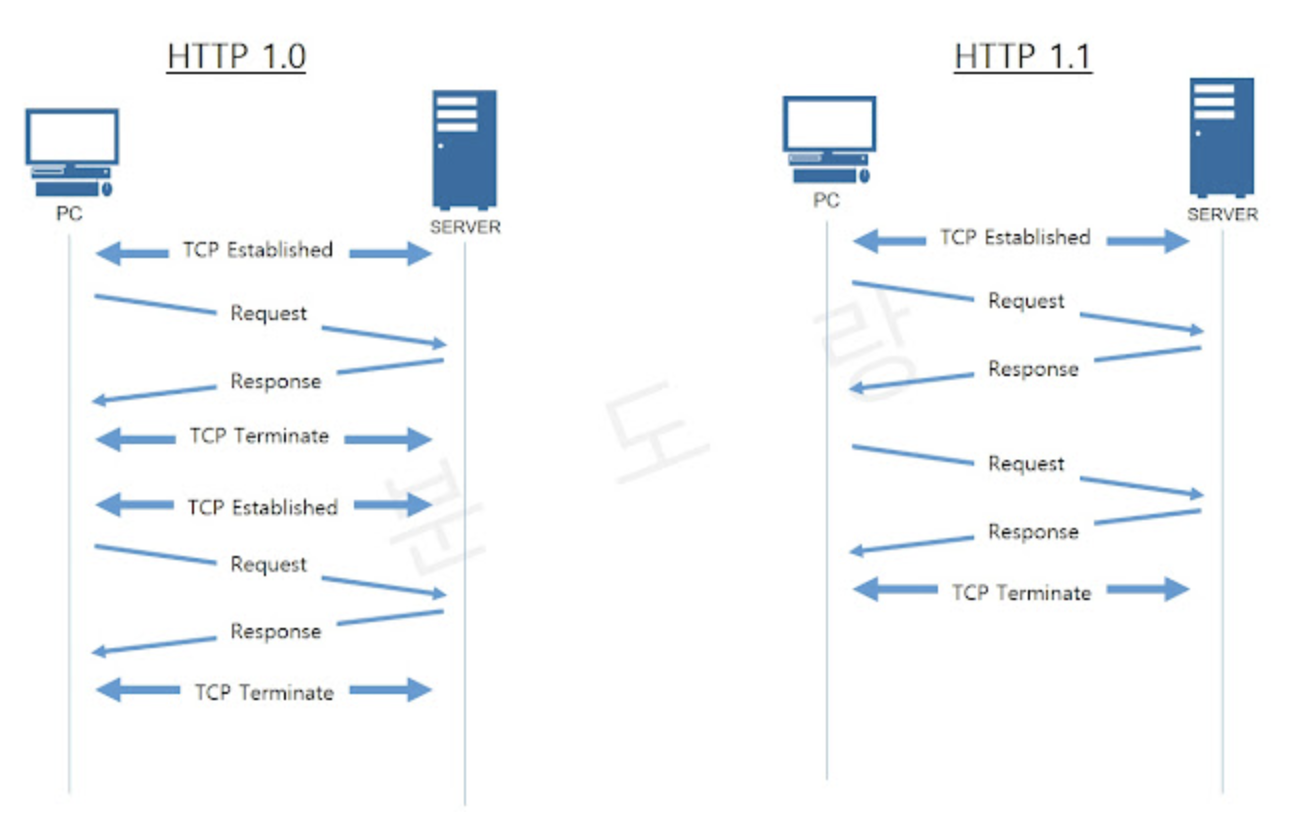 HTTP 1.0
PC
SERVER
TCP Established
Request
Response
TCP Terminate
TCP Established
Request
Response
TCP Terminate
HTTP 1.1
PC
SERVER
TCP Established
Request
Response
Request
Response
TCP Terminate
분도랑